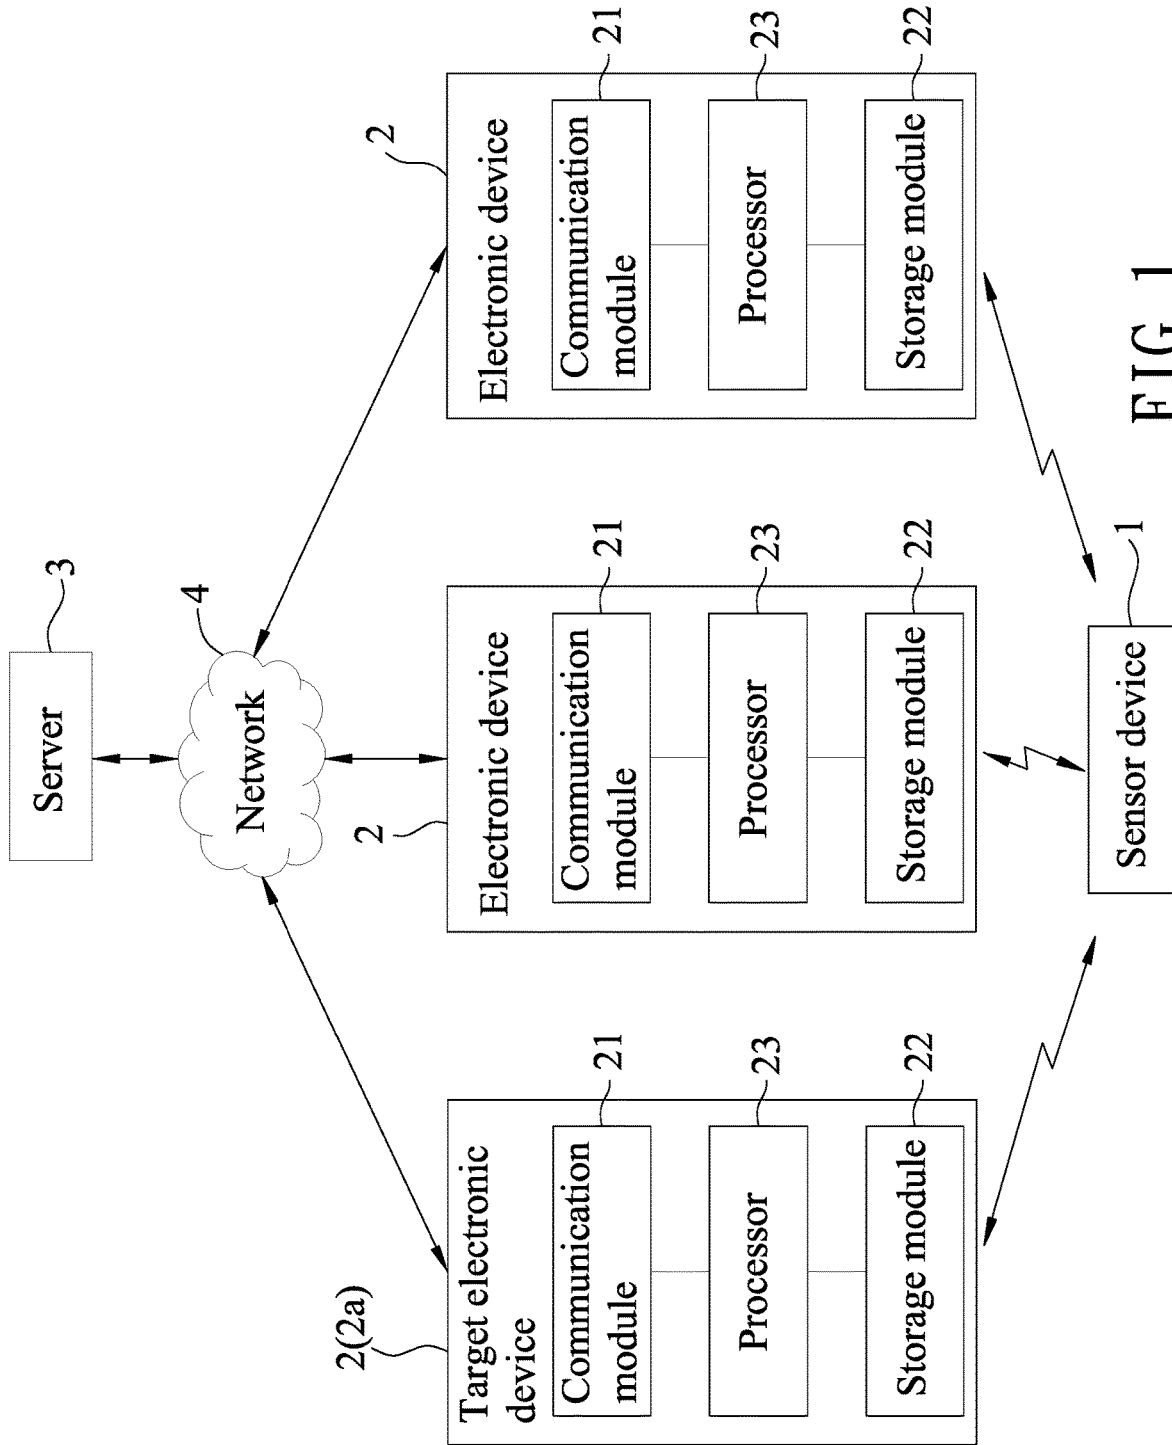 Server
3
Network
4
2(2a)
Target electronic
device
Communication
module
21
Processor
23
Storage module
22
2
Electronic device
Communication
module
21
Processor
23
Storage module
22
2
Electronic device
Communication
module
21
Processor
23
Storage module
22
Sensor device
1
FIG. 1